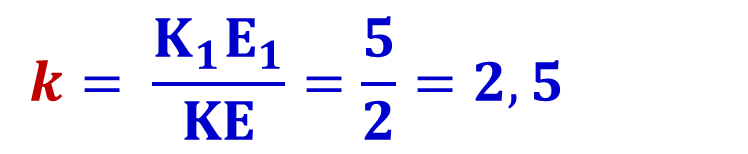 k = K₁E₁/KE = 5/2 = 2,5